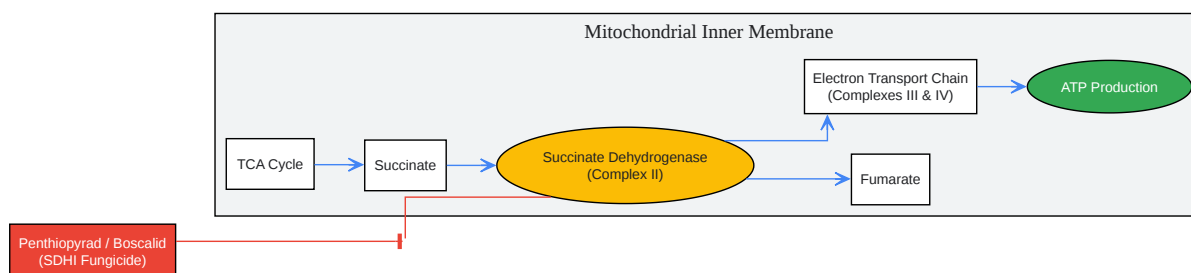 Mitochondrial Inner Membrane
Electron Transport Chain
(Complexes III & IV)
ATP Production
TCA Cycle
Succinate
Succinate Dehydrogenase
(Complex II)
Fumarate
Penthiopyrad / Boscalid
(SDHI Fungicide)